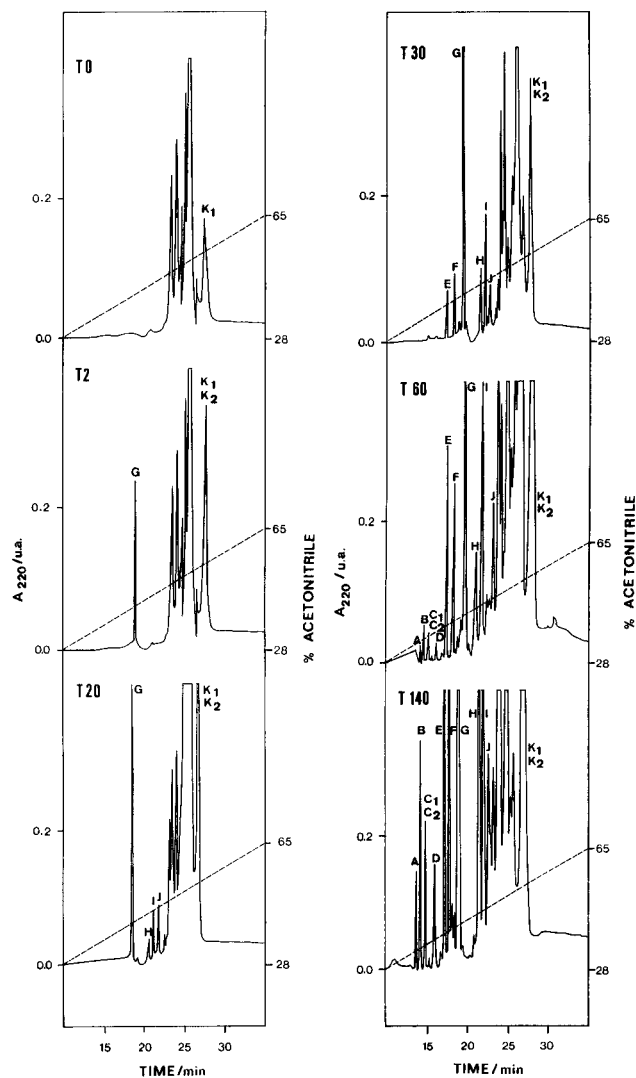 T0
K1
65
0.2
0.0
28
T2
K1
K2
G
0.2
65
0.0
28
T20
G
K1
K2
0.2
65
I J
H
0.0
28
15 20 25 30
TIME/min
A220/u.a.
% ACETONITRILE
T30
G
K1
K2
0.2
65
I
H
E F J
0.0
28
T 60
G I
E
F
J
K1
K2
0.2
65
H
B C1
C2
A D
0.0
28
T 140
H I
B E F G
J
K1
K2
C1
C2
0.2
65
A D
0.0
28
15 20 25 30
TIME/min
A220/u.a.
% ACETONITRILE